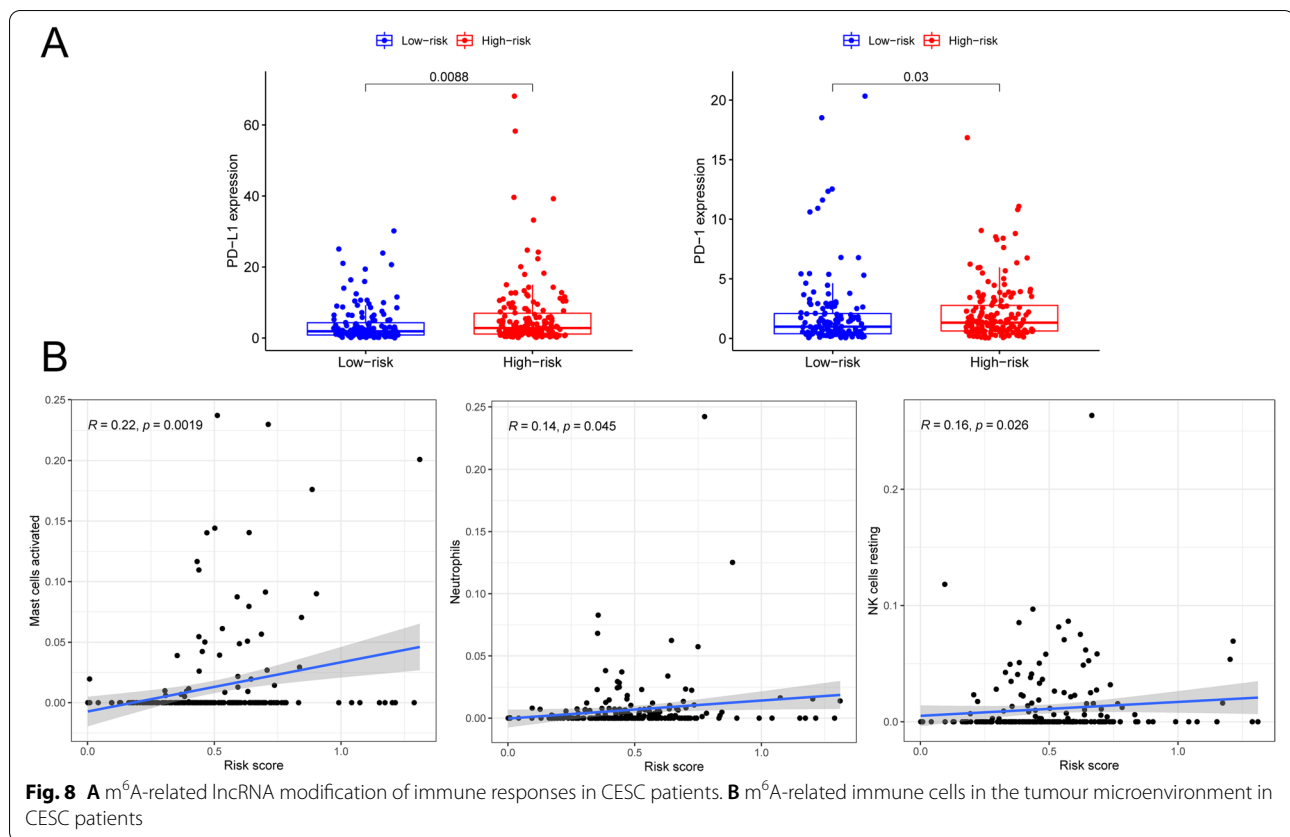 A
Low-risk High-risk
0.0088
PD-L1 expression
60
40
20
0
Low-risk High-risk
Low-risk High-risk
0.03
PD-1 expression
20
15
10
5
0
Low-risk High-risk
B
R = 0.22, p = 0.0019
Mast cells activated
0.25
0.20
0.15
0.10
0.05
0.00
0.0 0.5 1.0
Risk score
R = 0.14, p = 0.045
Neutrophils
0.25
0.20
0.15
0.10
0.05
0.00
0.0 0.5 1.0
Risk score
R = 0.16, p = 0.026
NK cells resting
0.2
0.1
0.0
0.0 0.5 1.0
Risk score
Fig. 8 A m⁶A-related lncRNA modification of immune responses in CESC patients. B m⁶A-related immune cells in the tumour microenvironment in
CESC patients